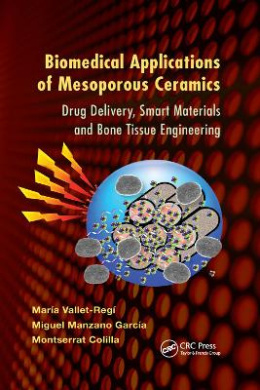 Biomedical Applications
of Mesoporous Ceramics
Drug Delivery, Smart Materials
and Bone Tissue Engineering
María Vallet-Regí
Miguel Manzano García
Montserrat Colilla
CRC Press
Taylor & Francis Group